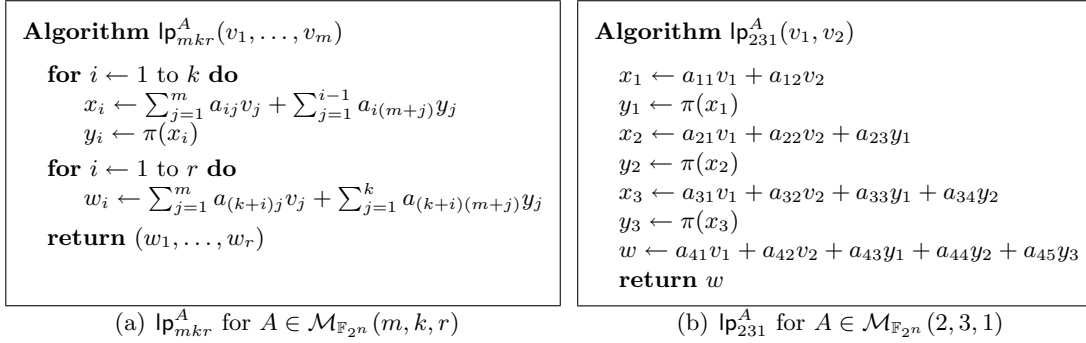 Algorithm lp^A_{mkr}(v_1, . . . , v_m)
for i ← 1 to k do
x_i ← ∑_{j=1}^{m} a_{ij}v_j + ∑_{j=1}^{i−1} a_{i(m+j)}y_j
y_i ← π(x_i)
for i ← 1 to r do
w_i ← ∑_{j=1}^{m} a_{(k+i)j}v_j + ∑_{j=1}^{k} a_{(k+i)(m+j)}y_j
return (w_1, . . . , w_r)
(a) lp^A_{mkr} for A ∈ M_{𝔽_{2^n}}(m, k, r)
Algorithm lp^A_{231}(v_1, v_2)
x_1 ← a_{11}v_1 + a_{12}v_2
y_1 ← π(x_1)
x_2 ← a_{21}v_1 + a_{22}v_2 + a_{23}y_1
y_2 ← π(x_2)
x_3 ← a_{31}v_1 + a_{32}v_2 + a_{33}y_1 + a_{34}y_2
y_3 ← π(x_3)
w ← a_{41}v_1 + a_{42}v_2 + a_{43}y_1 + a_{44}y_2 + a_{45}y_3
return w
(b) lp^A_{231} for A ∈ M_{𝔽_{2^n}}(2, 3, 1)